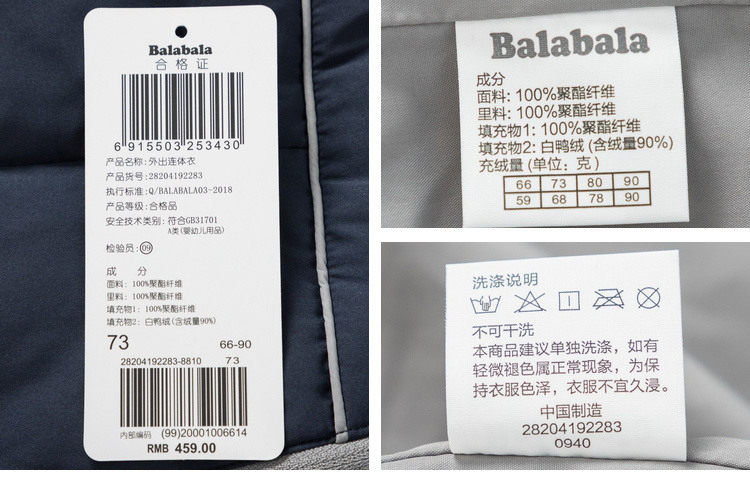 Balabala
合格证
6 915503 253430
产品名称: 外出连体衣
产品货号: 28204192283
执行标准: Q/BALABALA03-2018
产品等级: 合格品
安全技术类别: 符合GB31701
A类(婴幼儿用品)
检验员: 09
成 分
面料: 100%聚酯纤维
里料: 100%聚酯纤维
填充物1: 100%聚酯纤维
填充物2: 白鸭绒(含绒量90%)
73 66-90
28204192283-8810 73
内部编码 (99)20001006614
RMB 459.00
Balabala
成分
面料: 100%聚酯纤维
里料: 100%聚酯纤维
填充物1: 100%聚酯纤维
填充物2: 白鸭绒(含绒量90%)
充绒量(单位: 克)
66 73 80 90
59 68 78 90
洗涤说明
不可干洗
本商品建议单独洗涤, 如有
轻微褪色属正常现象, 为保
持衣服色泽, 衣服不宜久浸。
中国制造
28204192283
0940